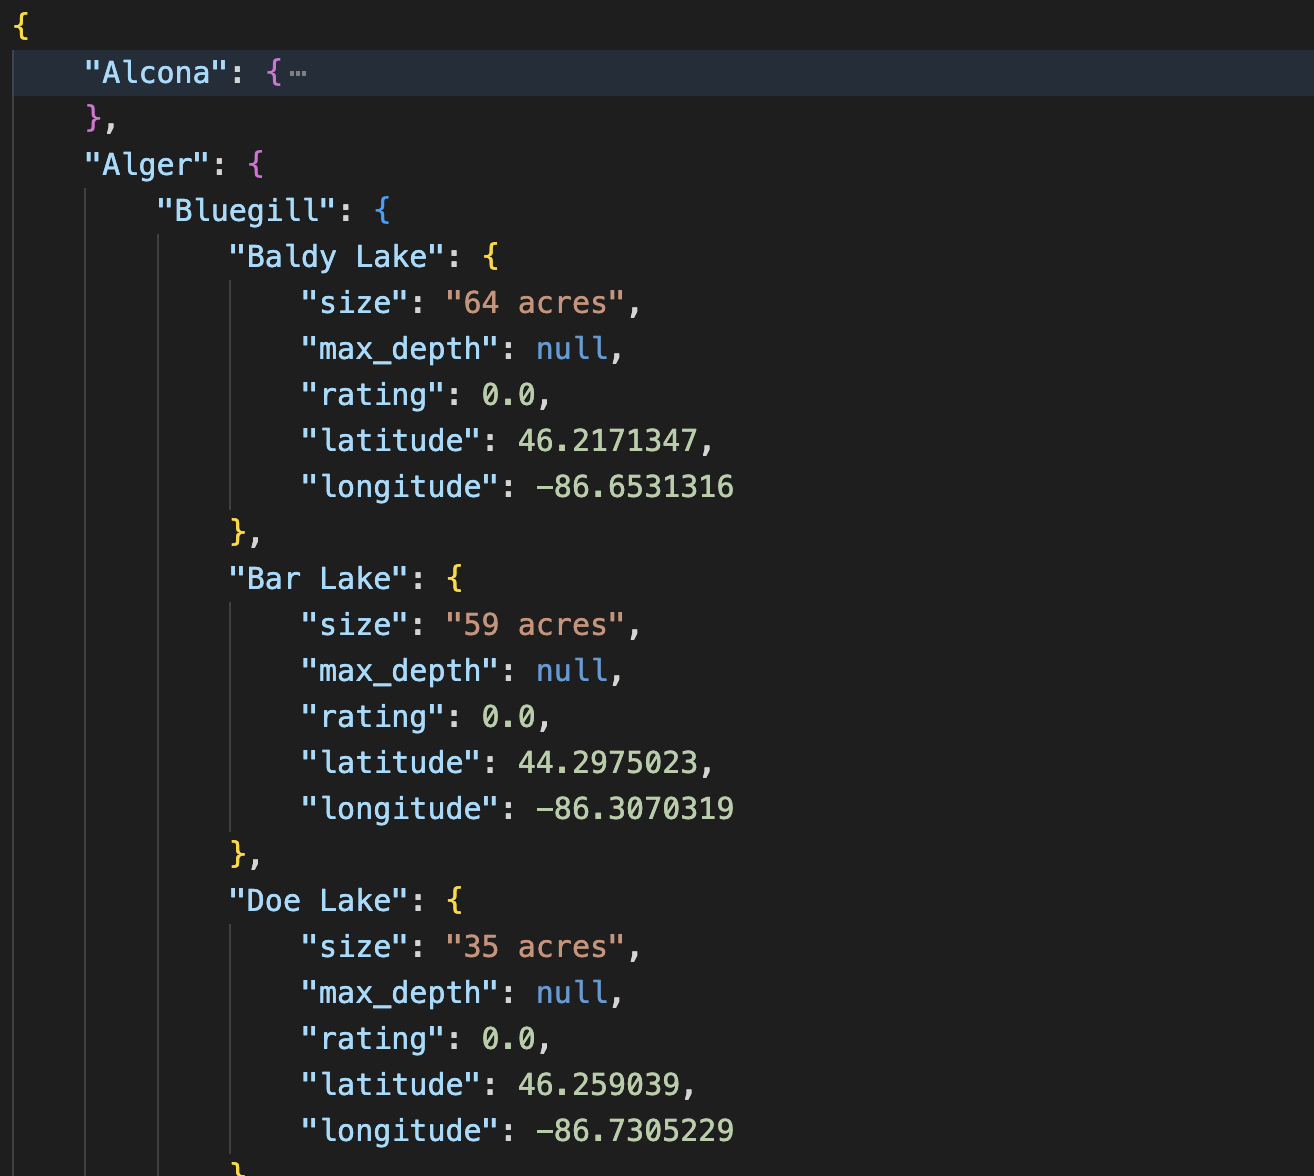 {
"Alcona": { ⋯
},
"Alger": {
"Bluegill": {
"Baldy Lake": {
"size": "64 acres",
"max_depth": null,
"rating": 0.0,
"latitude": 46.2171347,
"longitude": -86.6531316
},
"Bar Lake": {
"size": "59 acres",
"max_depth": null,
"rating": 0.0,
"latitude": 44.2975023,
"longitude": -86.3070319
},
"Doe Lake": {
"size": "35 acres",
"max_depth": null,
"rating": 0.0,
"latitude": 46.259039,
"longitude": -86.7305229
}